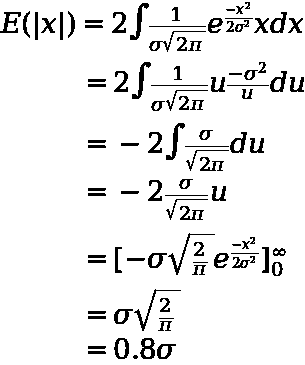 E(|x|) = 2∫ 1/(σ√(2π)) e^(−x²/(2σ²)) xdx
= 2∫ 1/(σ√(2π)) u (−σ²/u) du
= − 2∫ σ/√(2π) du
= − 2 σ/√(2π) u
= [−σ√(2/π) e^(−x²/(2σ²))]₀^∞
= σ√(2/π)
= 0.8σ